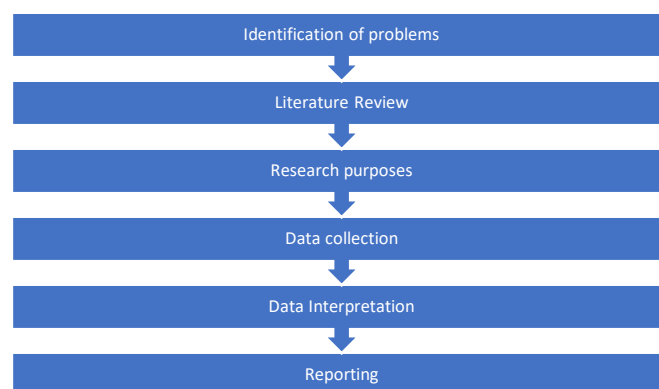 Identification of problems
Literature Review
Research purposes
Data collection
Data Interpretation
Reporting